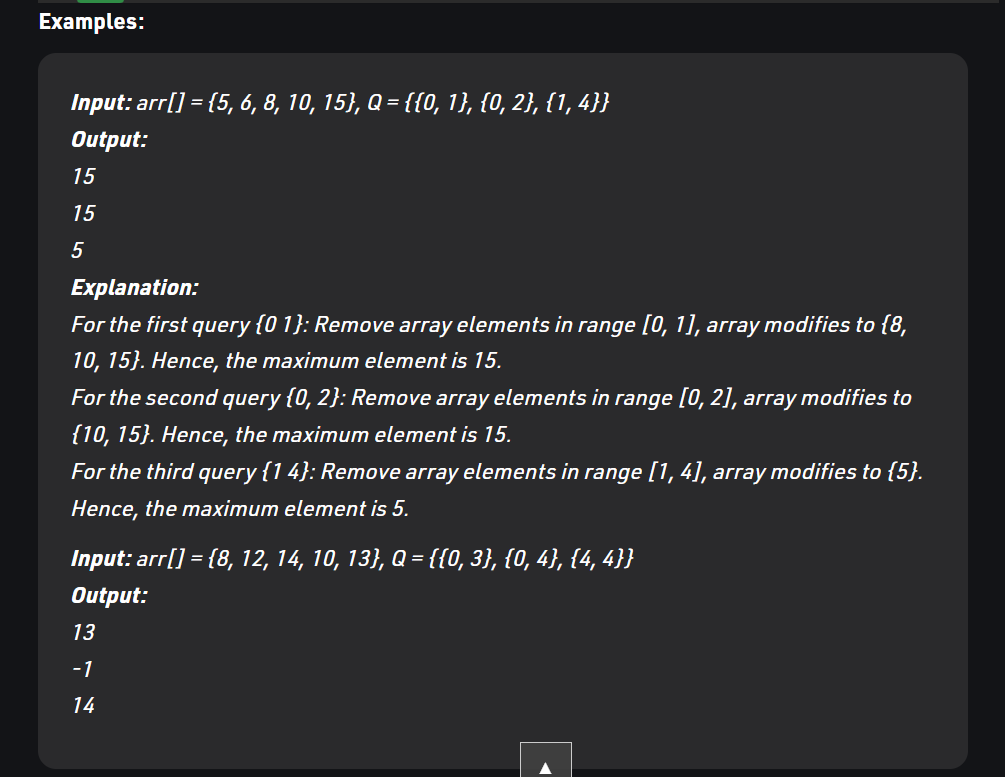 Examples:
Input: arr[] = {5, 6, 8, 10, 15}, Q = {{0, 1}, {0, 2}, {1, 4}}
Output:
15
15
5
Explanation:
For the first query {0 1}: Remove array elements in range [0, 1], array modifies to {8,
10, 15}. Hence, the maximum element is 15.
For the second query {0, 2}: Remove array elements in range [0, 2], array modifies to
{10, 15}. Hence, the maximum element is 15.
For the third query {1 4}: Remove array elements in range [1, 4], array modifies to {5}.
Hence, the maximum element is 5.
Input: arr[] = {8, 12, 14, 10, 13}, Q = {{0, 3}, {0, 4}, {4, 4}}
Output:
13
-1
14